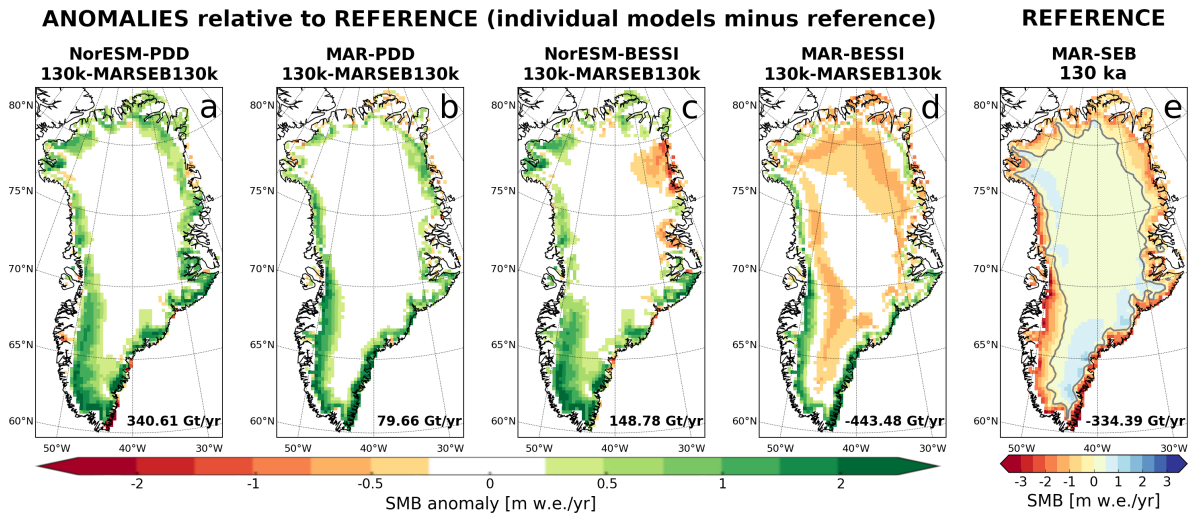 ANOMALIES relative to REFERENCE (individual models minus reference)
REFERENCE
NorESM-PDD
130k-MARSEB130k
MAR-PDD
130k-MARSEB130k
NorESM-BESSI
130k-MARSEB130k
MAR-BESSI
130k-MARSEB130k
MAR-SEB
130 ka
a
b
c
d
e
80°N
75°N
70°N
65°N
60°N
50°W
40°W
30°W
340.61 Gt/yr
80°N
75°N
70°N
65°N
60°N
50°W
40°W
30°W
79.66 Gt/yr
80°N
75°N
70°N
65°N
60°N
50°W
40°W
30°W
148.78 Gt/yr
80°N
75°N
70°N
65°N
60°N
50°W
40°W
30°W
-443.48 Gt/yr
80°N
75°N
70°N
65°N
60°N
50°W
40°W
30°W
-334.39 Gt/yr
-2 -1 -0.5 0 0.5 1 2
SMB anomaly [m w.e./yr]
-3 -2 -1 0 1 2 3
SMB [m w.e./yr]